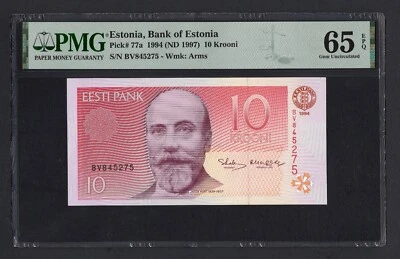 PMG
PAPER MONEY GUARANTY
Estonia, Bank of Estonia
Pick# 77a 1994 (ND 1997) 10 Krooni
S/N BV845275 - Wmk: Arms
65 EPQ
Gem Uncirculated
EESTI PANK
10
KROONI
1994
BV845275
BV845275
10